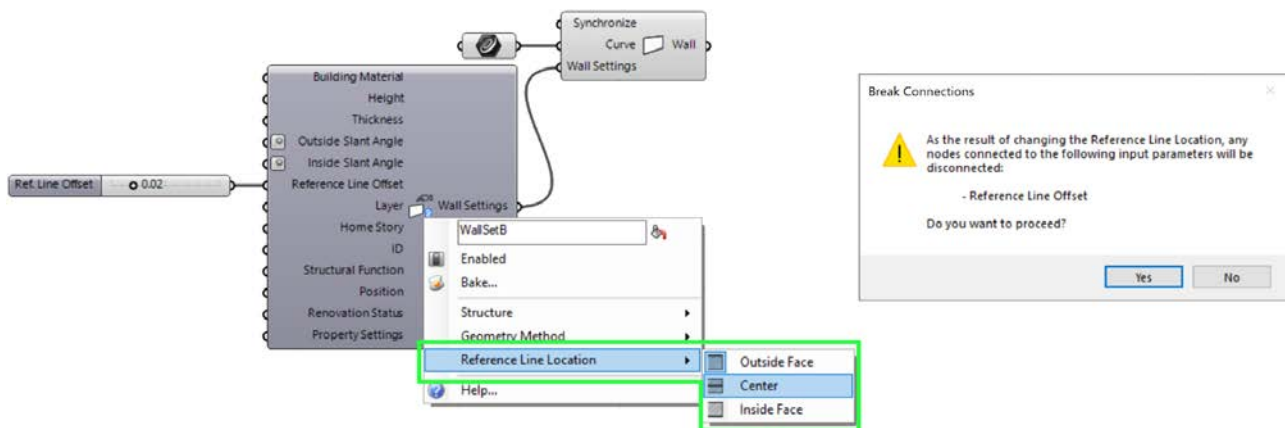 Synchronize
Curve Wall
Wall Settings
Building Material
Height
Thickness
Outside Slant Angle
Inside Slant Angle
Ref. Line Offset 0.02 Reference Line Offset
Layer Wall Settings
Home Story
ID
Structural Function
Position
Renovation Status
Property Settings
WallSetB
Enabled
Bake...
Structure
Geometry Method
Reference Line Location
Help...
Outside Face
Center
Inside Face
Break Connections
As the result of changing the Reference Line Location, any
nodes connected to the following input parameters will be
disconnected:
- Reference Line Offset
Do you want to proceed?
Yes No